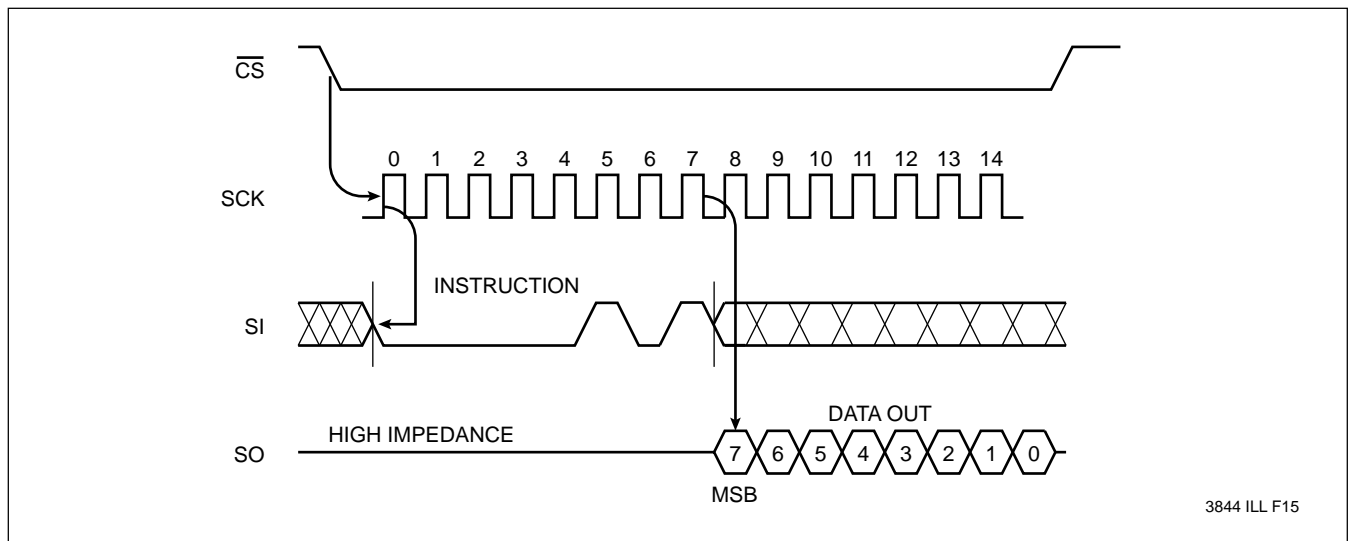 CS
0 1 2 3 4 5 6 7 8 9 10 11 12 13 14
SCK
INSTRUCTION
SI
DATA OUT
HIGH IMPEDANCE
SO
7 6 5 4 3 2 1 0
MSB
3844 ILL F15